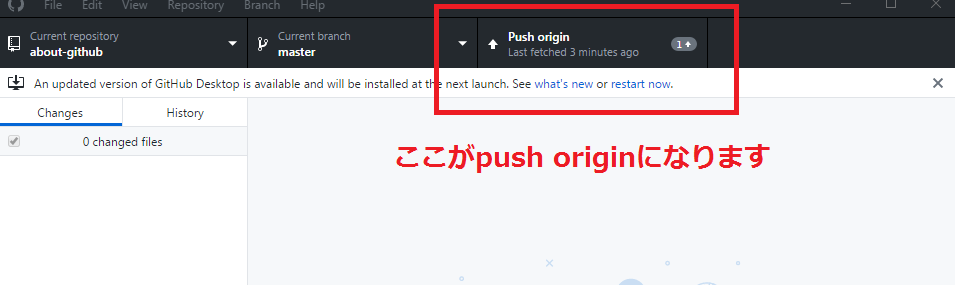 File Edit View Repository Branch Help
Current repository
about-github
Current branch
master
Push origin
Last fetched 3 minutes ago
1
An updated version of GitHub Desktop is available and will be installed at the next launch. See what's new or restart now.
Changes
History
0 changed files
ここがpush originになります